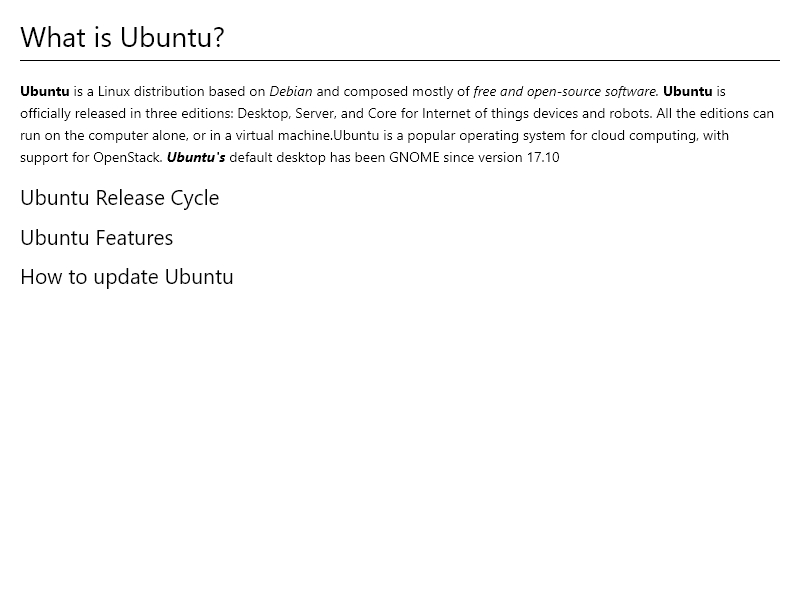 What is Ubuntu?
Ubuntu is a Linux distribution based on Debian and composed mostly of free and open-source software. Ubuntu is
officially released in three editions: Desktop, Server, and Core for Internet of things devices and robots. All the editions can
run on the computer alone, or in a virtual machine.Ubuntu is a popular operating system for cloud computing, with
support for OpenStack. Ubuntu's default desktop has been GNOME since version 17.10
Ubuntu Release Cycle
Ubuntu Features
How to update Ubuntu